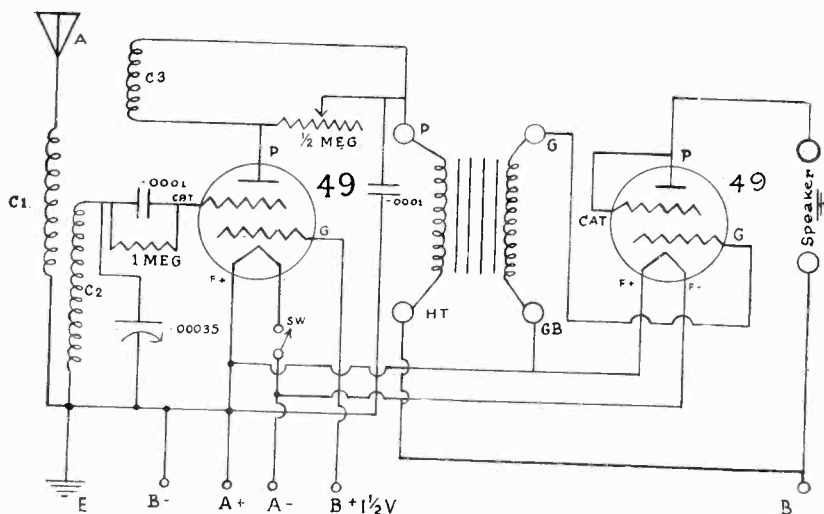 A
C3
½ MEG
P
.0001
CAT
49
1 MEG
G
F+
C1.
C2
.00035
SW
.0001
P
HT
G
GB
P
49
CAT
G
F+
F-
Speaker
E
B-
A+
A-
B+ 1½ V
B